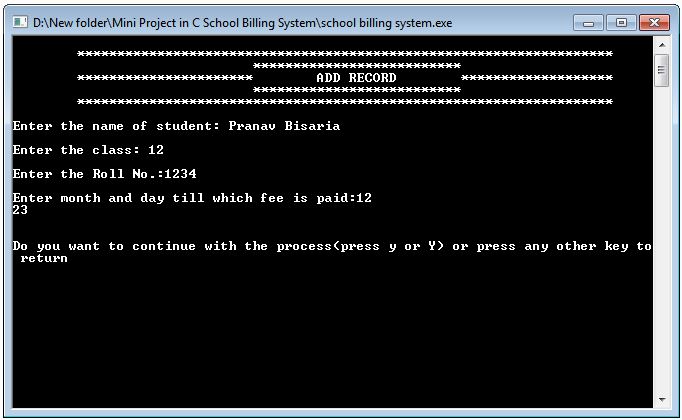 D:\New folder\Mini Project in C School Billing System\school billing system.exe
*******************************************************************
**************************
********************** ADD RECORD *******************
**************************
*******************************************************************
Enter the name of student: Pranav Bisaria
Enter the class: 12
Enter the Roll No.:1234
Enter month and day till which fee is paid:12
23
Do you want to continue with the process(press y or Y) or press any other key to
return